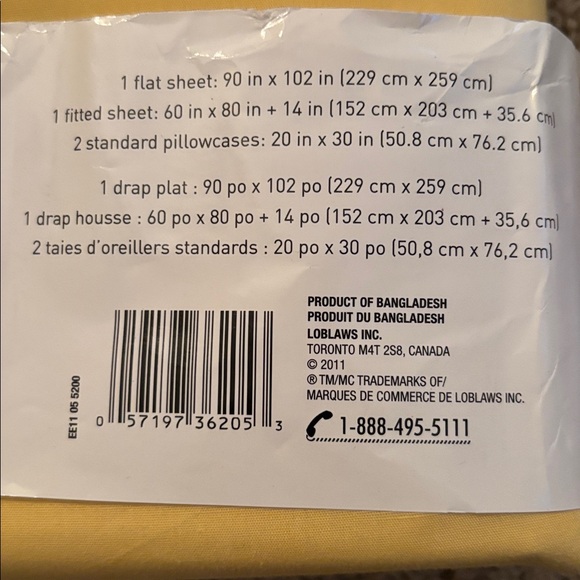 1 flat sheet: 90 in x 102 in (229 cm x 259 cm)
1 fitted sheet: 60 in x 80 in + 14 in (152 cm x 203 cm + 35.6 cm)
2 standard pillowcases: 20 in x 30 in (50.8 cm x 76.2 cm)
1 drap plat : 90 po x 102 po (229 cm x 259 cm)
1 drap housse : 60 po x 80 po + 14 po (152 cm x 203 cm + 35,6 cm)
2 taies d'oreillers standards : 20 po x 30 po (50,8 cm x 76,2 cm)
EE11 05 5200
0 57197 36205 3
PRODUCT OF BANGLADESH
PRODUIT DU BANGLADESH
LOBLAWS INC.
TORONTO M4T 2S8, CANADA
© 2011
® TM/MC TRADEMARKS OF/
MARQUES DE COMMERCE DE LOBLAWS INC.
1-888-495-5111